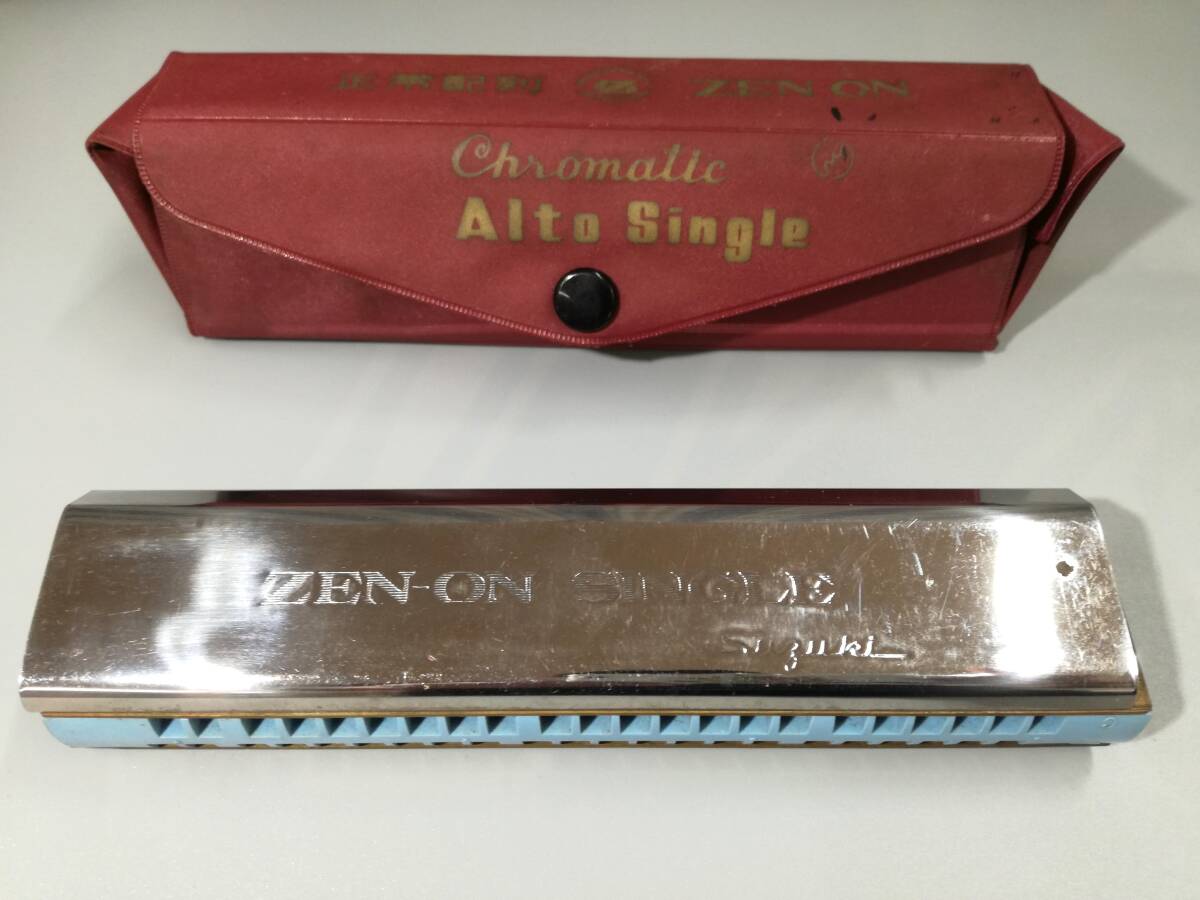 ZEN-ON
Chromatic
Alto Single
ZEN-ON SINGLE
Suzuki